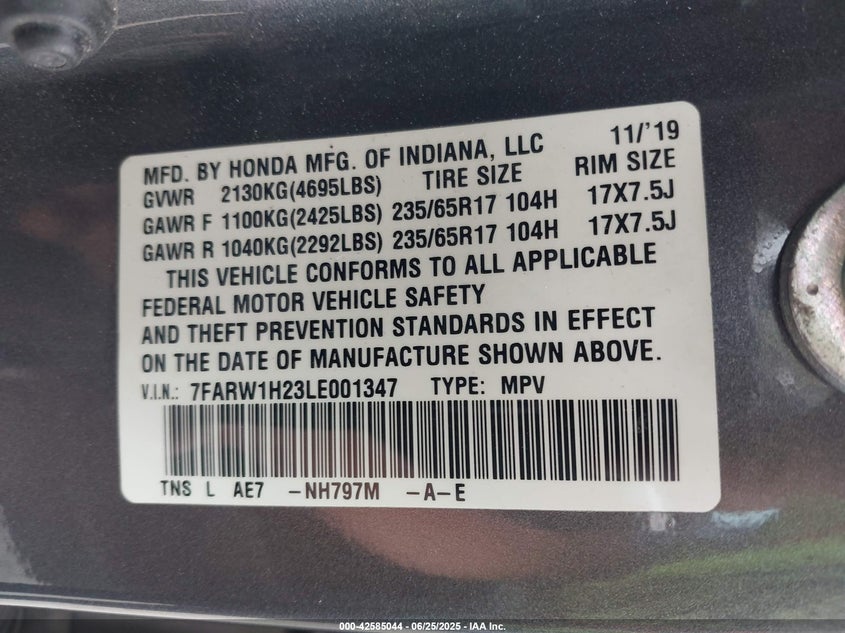 MFD. BY HONDA MFG. OF INDIANA, LLC 11/'19
GVWR 2130KG(4695LBS) TIRE SIZE RIM SIZE
GAWR F 1100KG(2425LBS) 235/65R17 104H 17X7.5J
GAWR R 1040KG(2292LBS) 235/65R17 104H 17X7.5J
THIS VEHICLE CONFORMS TO ALL APPLICABLE
FEDERAL MOTOR VEHICLE SAFETY
AND THEFT PREVENTION STANDARDS IN EFFECT
ON THE DATE OF MANUFACTURE SHOWN ABOVE.
V.I.N.: 7FARW1H23LE001347 TYPE: MPV
TNS L AE7 -NH797M -A-E
000-42585044 - 06/25/2025 - IAA Inc.